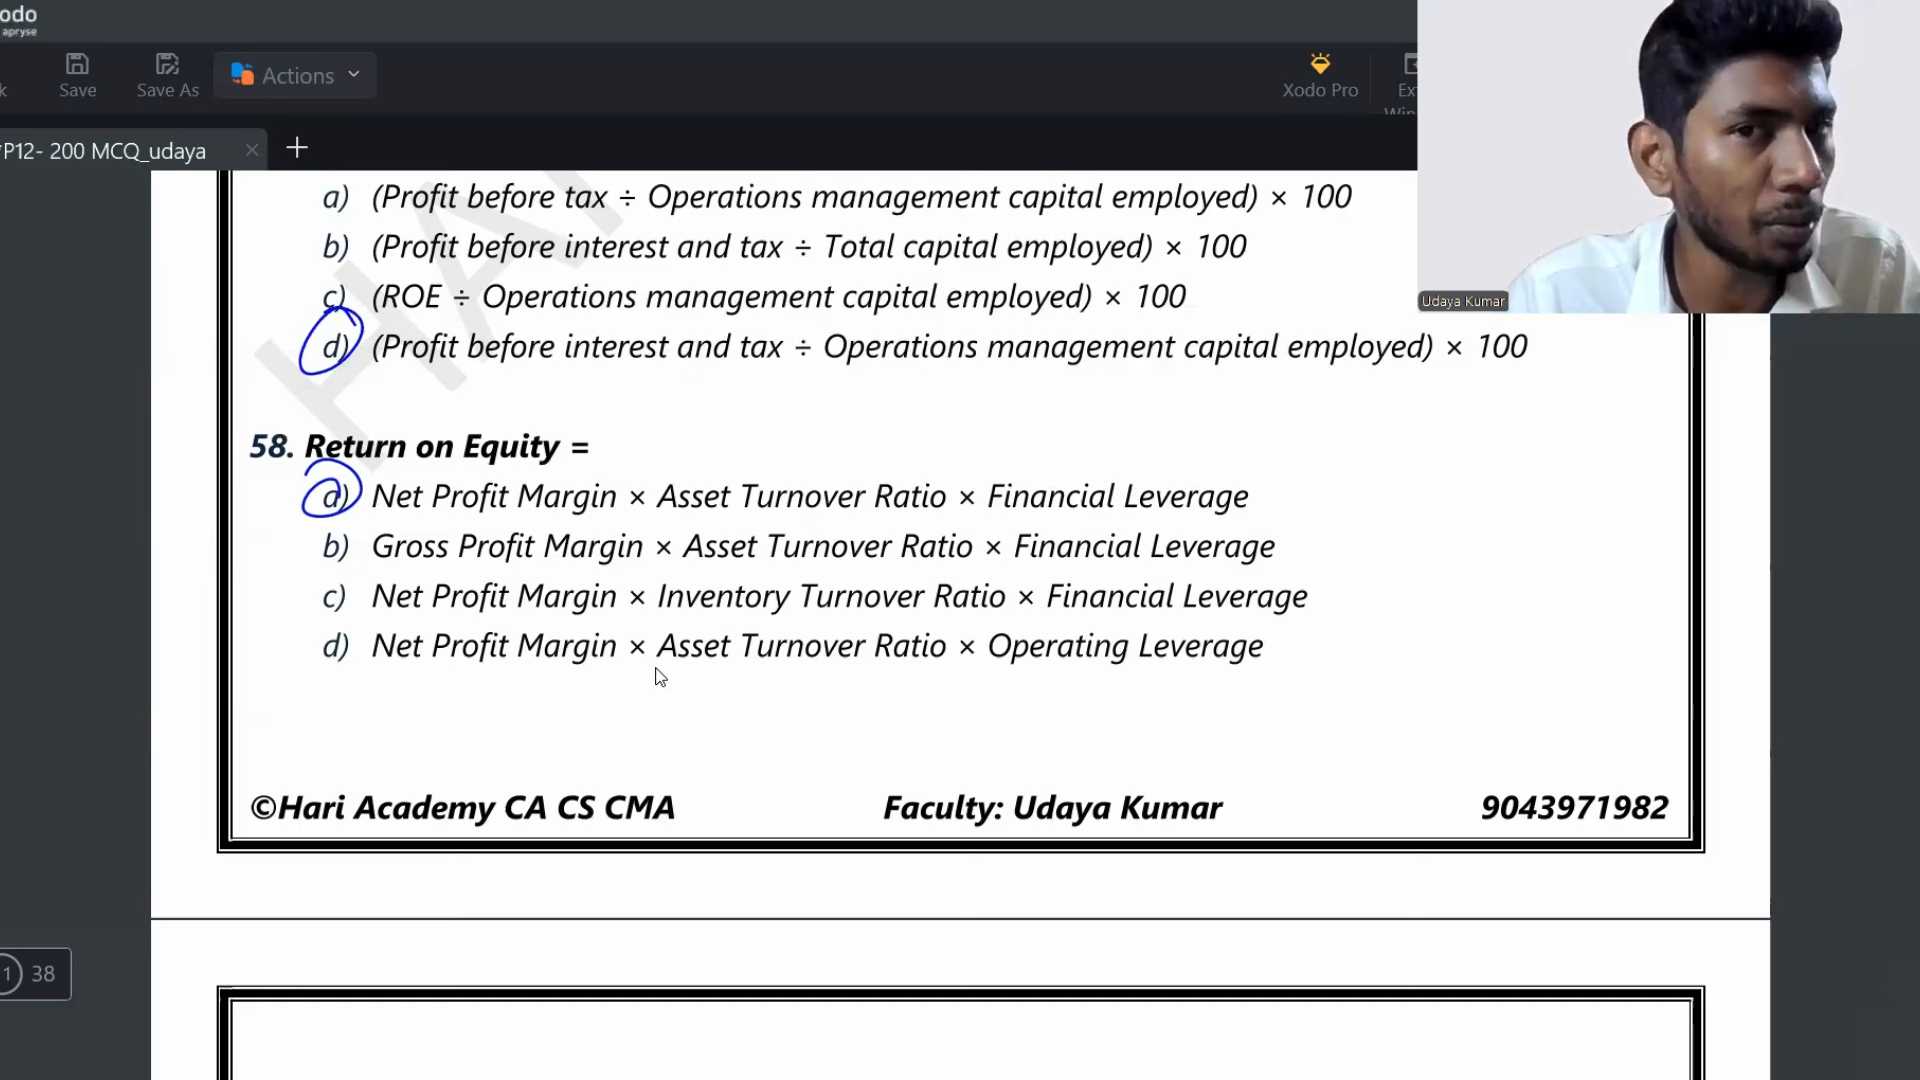 odo
apryse
k
Save
Save As
Actions
Xodo Pro
Ex
Win
P12- 200 MCQ_udaya
a) (Profit before tax ÷ Operations management capital employed) × 100
b) (Profit before interest and tax ÷ Total capital employed) × 100
c) (ROE ÷ Operations management capital employed) × 100
d) (Profit before interest and tax ÷ Operations management capital employed) × 100
Udaya Kumar
HA
58. Return on Equity =
a) Net Profit Margin × Asset Turnover Ratio × Financial Leverage
b) Gross Profit Margin × Asset Turnover Ratio × Financial Leverage
c) Net Profit Margin × Inventory Turnover Ratio × Financial Leverage
d) Net Profit Margin × Asset Turnover Ratio × Operating Leverage
©Hari Academy CA CS CMA Faculty: Udaya Kumar 9043971982
1 38